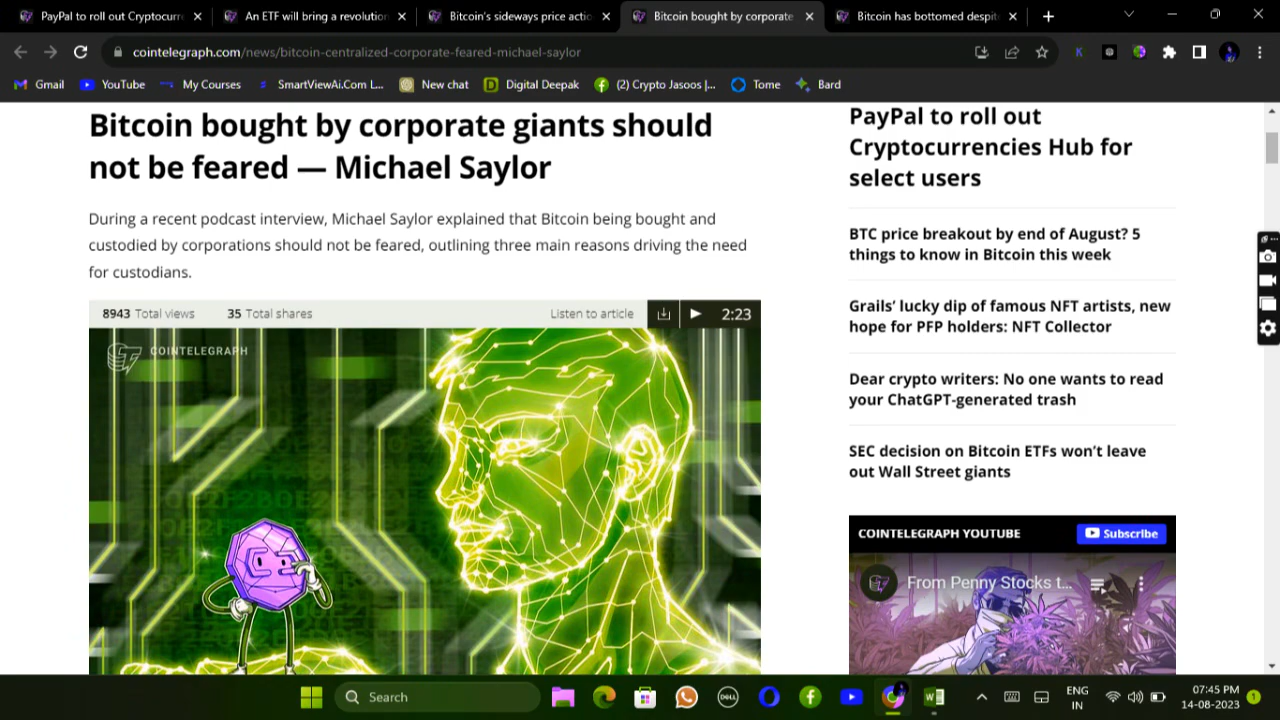 PayPal to roll out Cryptocurr
An ETF will bring a revolution
Bitcoin's sideways price actio
Bitcoin bought by corporate
Bitcoin has bottomed despit
cointelegraph.com/news/bitcoin-centralized-corporate-feared-michael-saylor
Gmail
YouTube
My Courses
SmartViewAi.Com L...
New chat
Digital Deepak
(2) Crypto Jasoos |...
Tome
Bard
Bitcoin bought by corporate giants should
not be feared — Michael Saylor
During a recent podcast interview, Michael Saylor explained that Bitcoin being bought and
custodied by corporations should not be feared, outlining three main reasons driving the need
for custodians.
8943 Total views
35 Total shares
Listen to article
2:23
COINTELEGRAPH
PayPal to roll out
Cryptocurrencies Hub for
select users
BTC price breakout by end of August? 5
things to know in Bitcoin this week
Grails’ lucky dip of famous NFT artists, new
hope for PFP holders: NFT Collector
Dear crypto writers: No one wants to read
your ChatGPT-generated trash
SEC decision on Bitcoin ETFs won’t leave
out Wall Street giants
COINTELEGRAPH YOUTUBE
Subscribe
From Penny Stocks t...
Search
DELL
ENG
IN
07:45 PM
14-08-2023
1